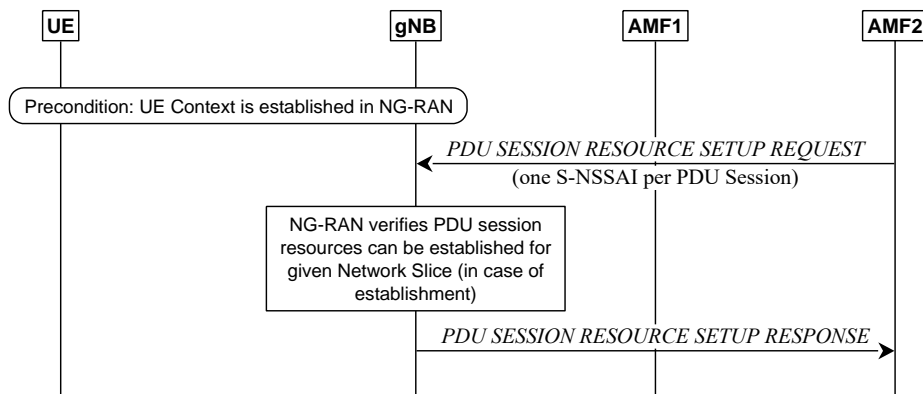 UE gNB AMF1 AMF2
Precondition: UE Context is established in NG-RAN
PDU SESSION RESOURCE SETUP REQUEST
(one S-NSSAI per PDU Session)
NG-RAN verifies PDU session
resources can be established for
given Network Slice (in case of
establishment)
PDU SESSION RESOURCE SETUP RESPONSE